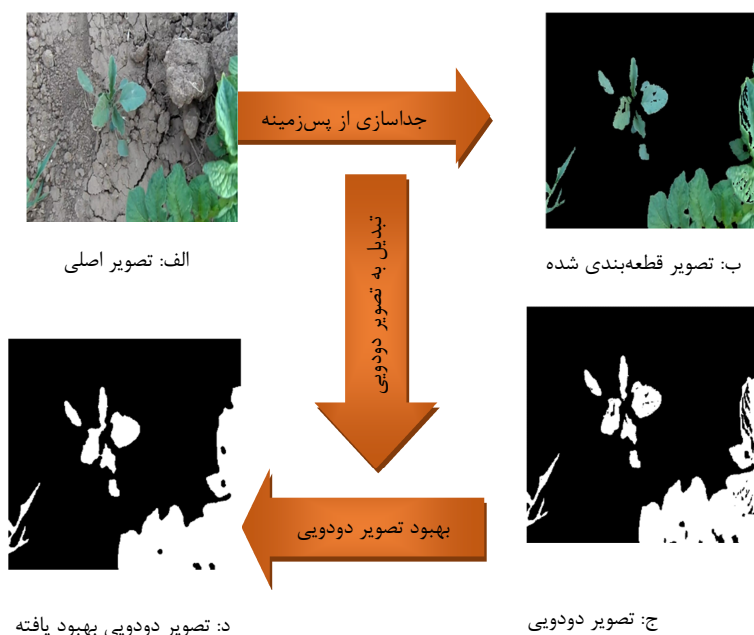 جداسازی از پس‌زمینه
الف: تصویر اصلی
ب: تصویر قطعه‌بندی شده
تبدیل به تصویر دودویی
بهبود تصویر دودویی
ج: تصویر دودویی
د: تصویر دودویی بهبود یافته